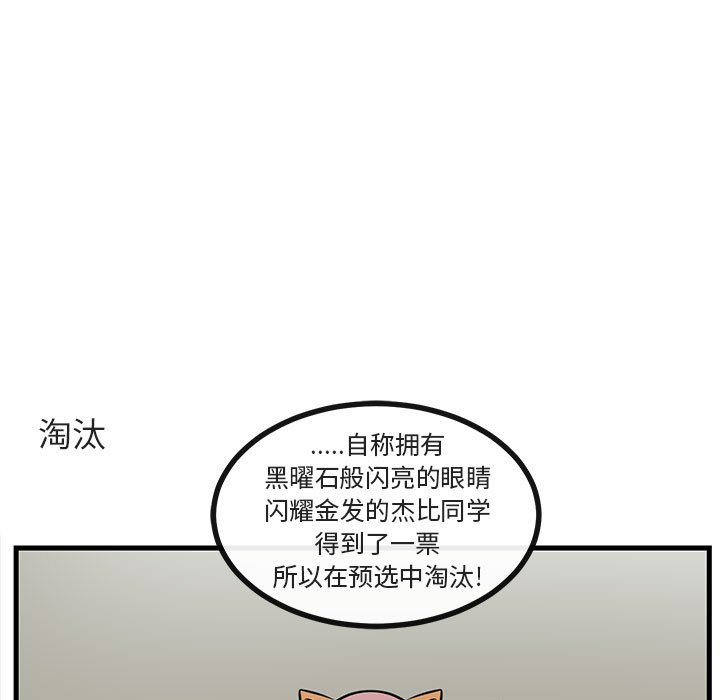 淘汰
.....自称拥有
黑曜石般闪亮的眼睛
闪耀金发的杰比同学
得到了一票
所以在预选中淘汰!